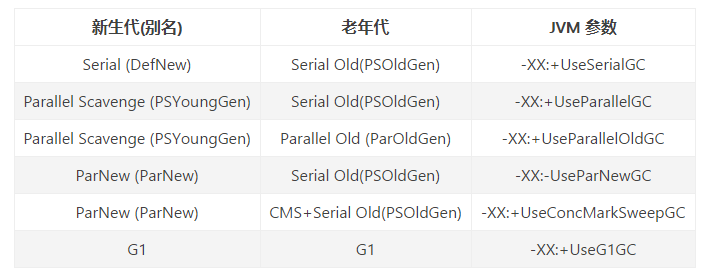 新生代(别名) 老年代 JVM 参数
Serial (DefNew) Serial Old(PSOldGen) -XX:+UseSerialGC
Parallel Scavenge (PSYoungGen) Serial Old(PSOldGen) -XX:+UseParallelGC
Parallel Scavenge (PSYoungGen) Parallel Old (ParOldGen) -XX:+UseParallelOldGC
ParNew (ParNew) Serial Old(PSOldGen) -XX:-UseParNewGC
ParNew (ParNew) CMS+Serial Old(PSOldGen) -XX:+UseConcMarkSweepGC
G1 G1 -XX:+UseG1GC